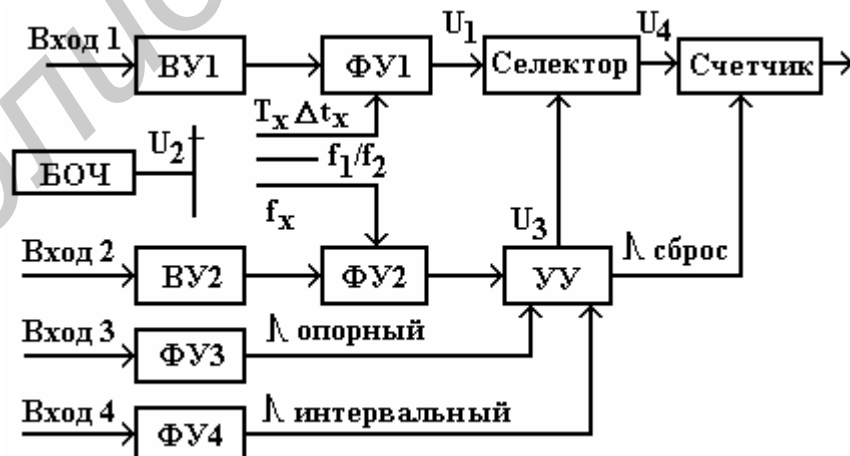 Вход 1
ВУ1
ФУ1
U1
Селектор
U4
Счетчик
Tx Δtx
БОЧ
U2
f1/f2
fx
Вход 2
ВУ2
ФУ2
U3
УУ
сброс
Вход 3
ФУ3
опорный
Вход 4
ФУ4
интервальный